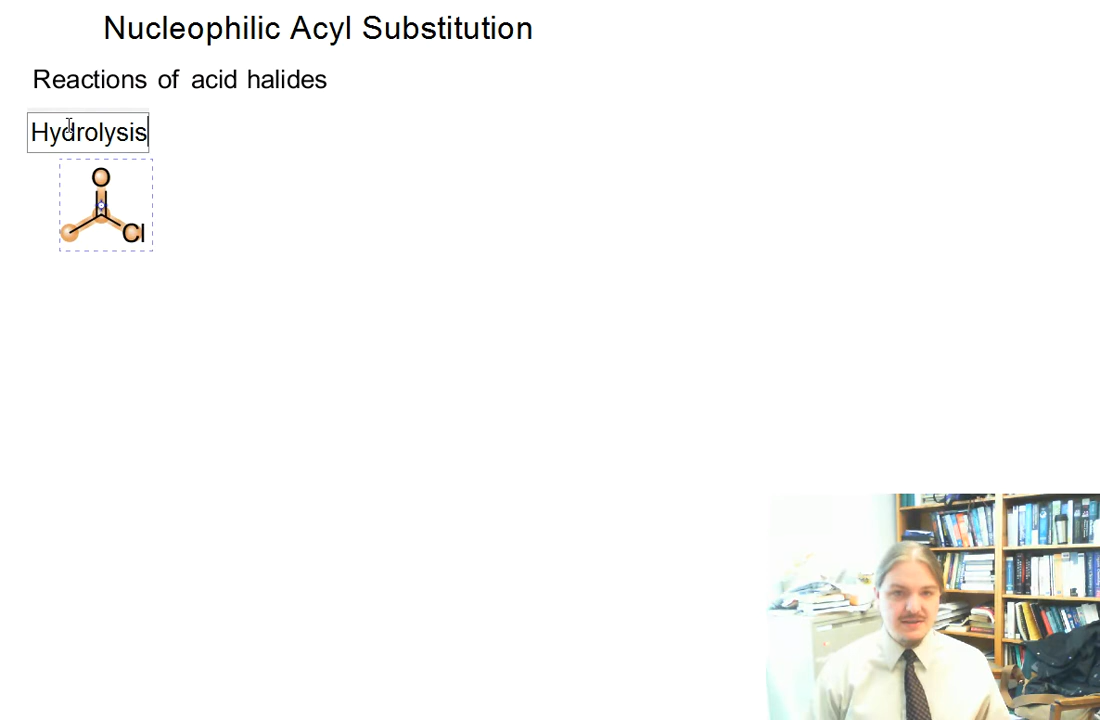 Nucleophilic Acyl Substitution
Reactions of acid halides
Hydrolysis
O
Cl